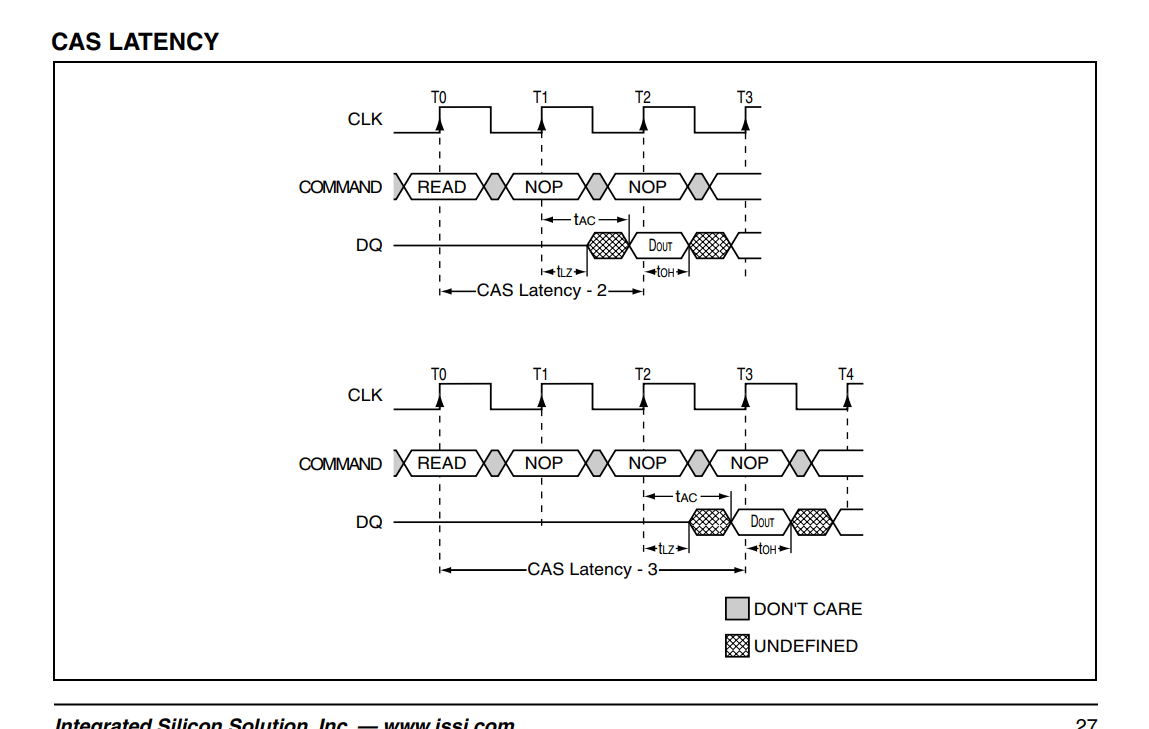 CAS LATENCY
T0 T1 T2 T3
CLK
COMMAND READ NOP NOP
tAC
DQ DOUT
tLZ tOH
CAS Latency - 2
T0 T1 T2 T3 T4
CLK
COMMAND READ NOP NOP NOP
tAC
DQ DOUT
tLZ tOH
CAS Latency - 3
DON'T CARE
UNDEFINED
Integrated Silicon Solution, Inc. — www.issi.com 27